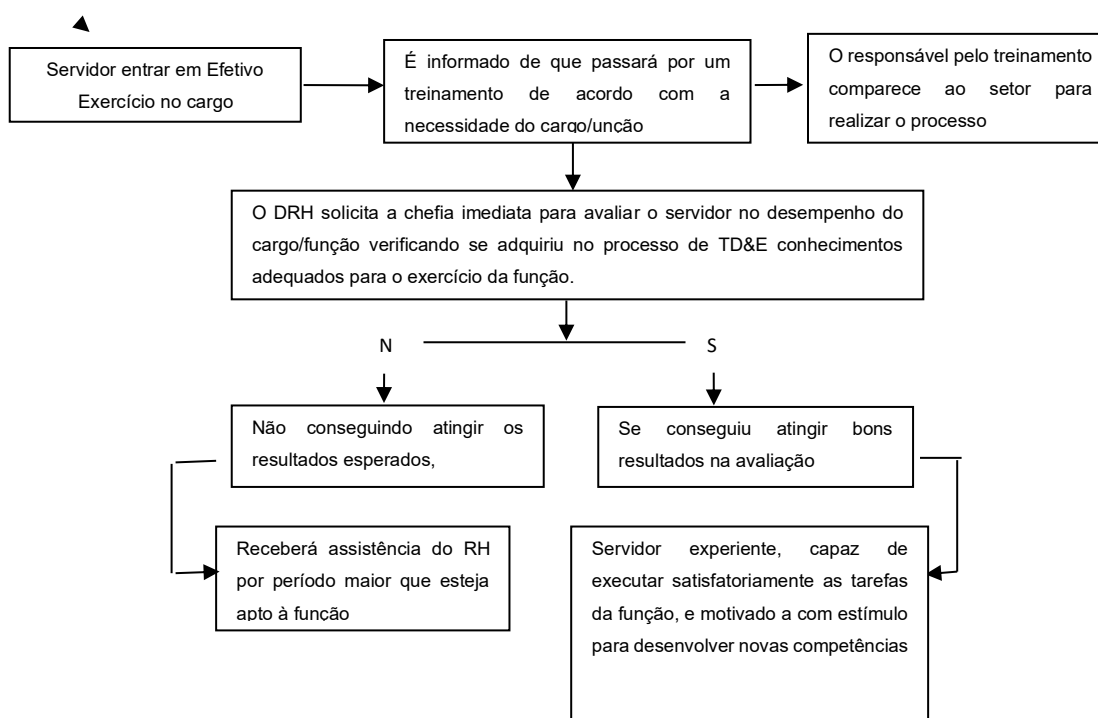 Servidor entrar em Efetivo
Exercício no cargo
É informado de que passará por um
treinamento de acordo com a
necessidade do cargo/unção
O responsável pelo treinamento
comparece ao setor para
realizar o processo
O DRH solicita a chefia imediata para avaliar o servidor no desempenho do
cargo/função verificando se adquiriu no processo de TD&E conhecimentos
adequados para o exercício da função.
N
S
Não conseguindo atingir os
resultados esperados,
Se conseguiu atingir bons
resultados na avaliação
Receberá assistência do RH
por período maior que esteja
apto à função
Servidor experiente, capaz de
executar satisfatoriamente as tarefas
da função, e motivado a com estímulo
para desenvolver novas competências